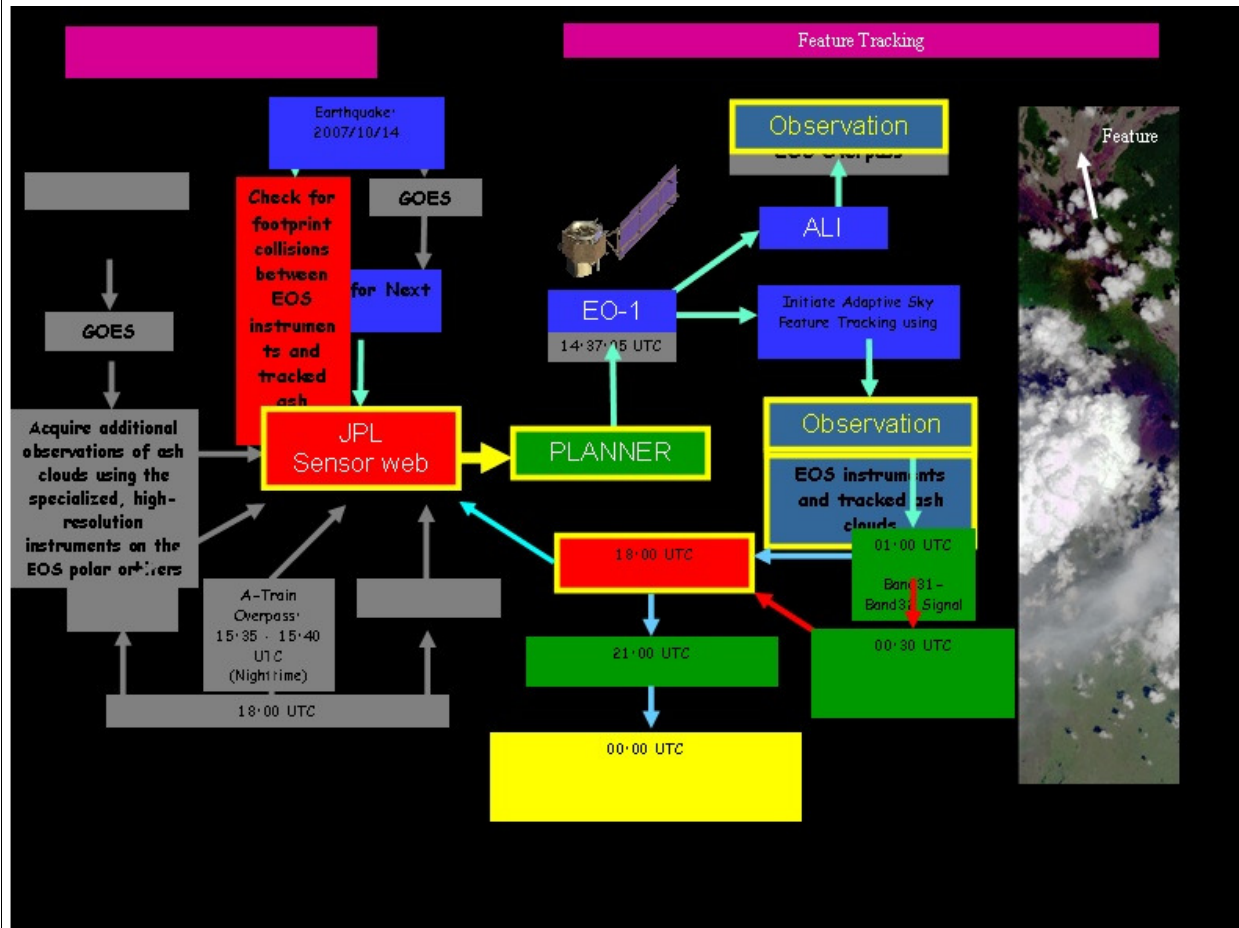 Feature Tracking
Earthquake:
2007/10/14
Observation
EOS Overpass
Feature
Check for
footprint
collisions
between
EOS
instrumen
ts and
tracked
ash
GOES
ALI
for Next
EO-1
14:37:05 UTC
Initiate Adaptive Sky
Feature Tracking using
GOES
Acquire additional
observations of ash
clouds using the
specialized, high-
resolution
instruments on the
EOS polar orbiters
JPL
Sensor web
PLANNER
Observation
EOS instruments
and tracked ash
clouds
18:00 UTC
01:00 UTC
Band31-
Band32 Signal
A-Train
Overpass:
15:35 - 15:40
UTC
(Nighttime)
21:00 UTC
00:30 UTC
18:00 UTC
00:00 UTC